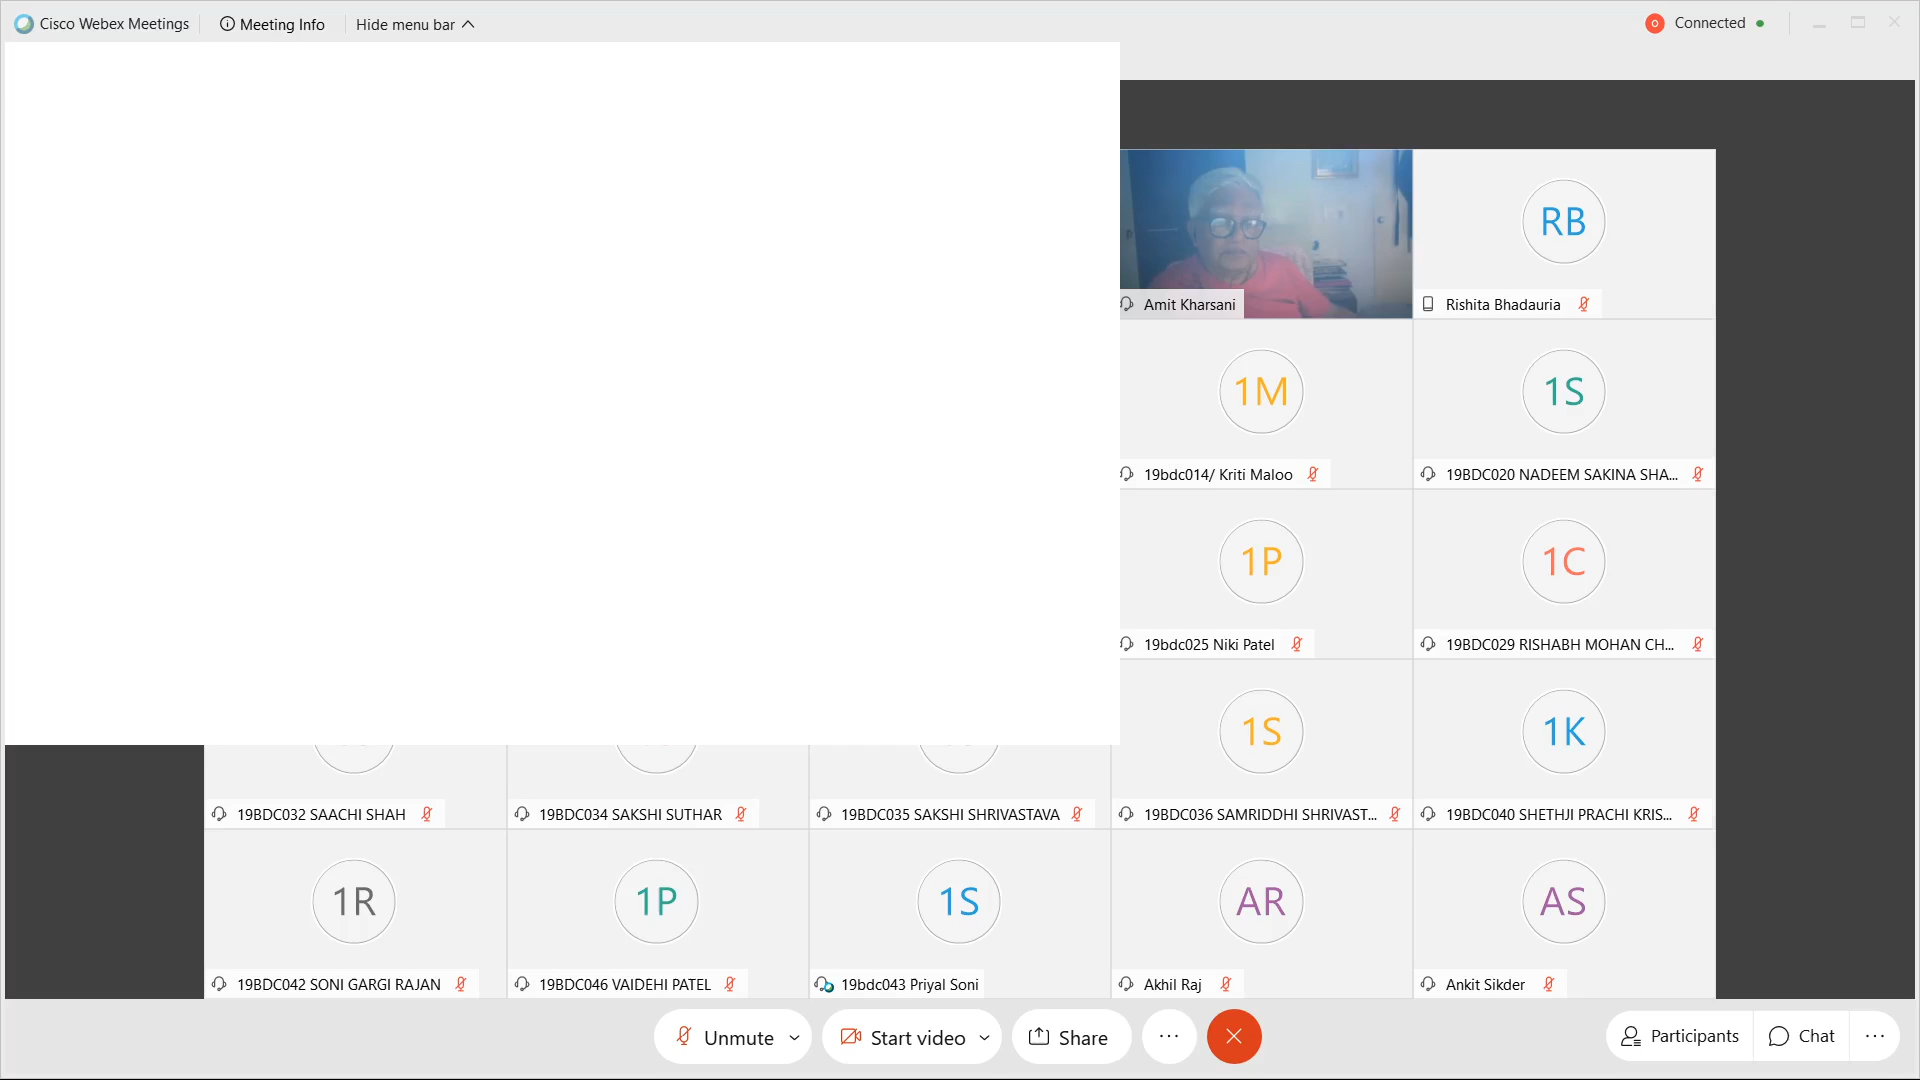 Cisco Webex Meetings
Meeting Info
Hide menu bar
Connected
RB
Amit Kharsani
Rishita Bhadauria
1M
1S
19bdc014/ Kriti Maloo
19BDC020 NADEEM SAKINA SHA...
1P
1C
19bdc025 Niki Patel
19BDC029 RISHABH MOHAN CH...
1S
1K
19BDC032 SAACHI SHAH
19BDC034 SAKSHI SUTHAR
19BDC035 SAKSHI SHRIVASTAVA
19BDC036 SAMRIDDHI SHRIVAST...
19BDC040 SHETHJI PRACHI KRIS...
1R
1P
1S
AR
AS
19BDC042 SONI GARGI RAJAN
19BDC046 VAIDEHI PATEL
19bdc043 Priyal Soni
Akhil Raj
Ankit Sikder
Unmute
Start video
Share
Participants
Chat